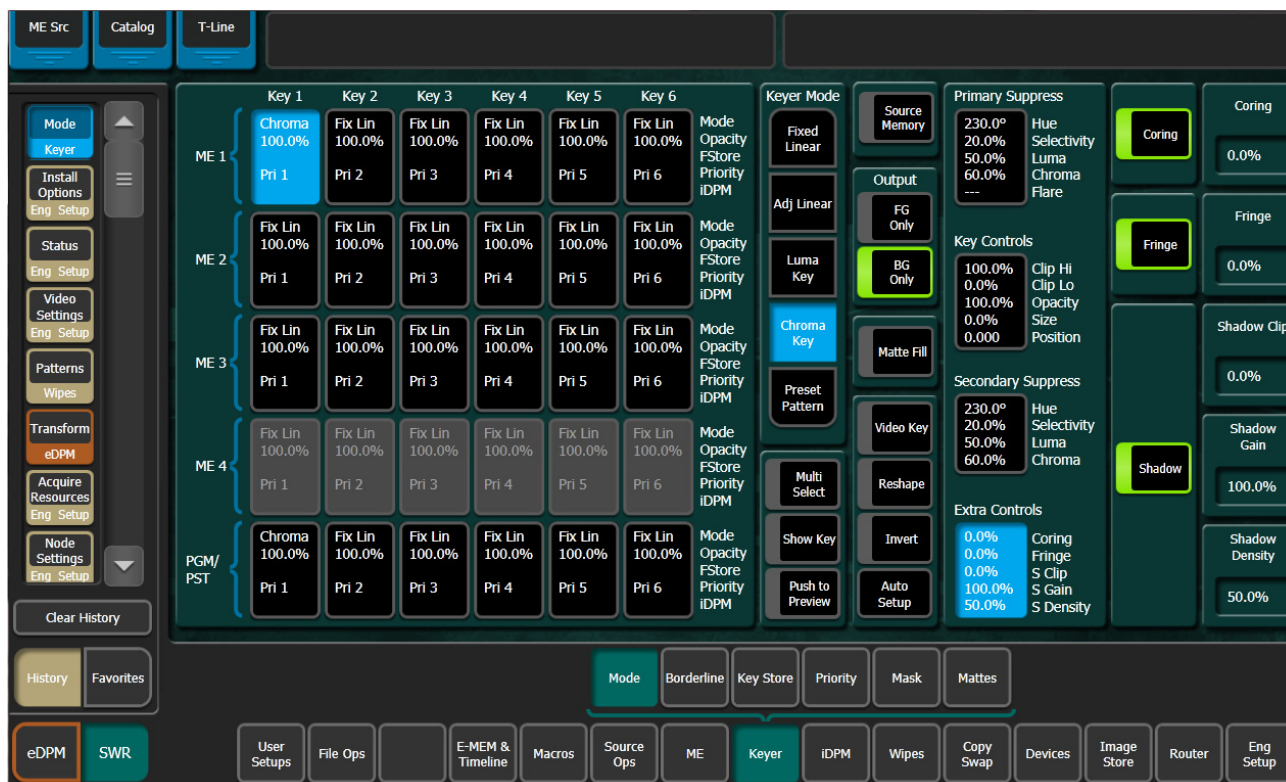 ME Src
Catalog
T-Line
Mode
Keyer
Install
Options
Eng Setup
Status
Eng Setup
Video
Settings
Eng Setup
Patterns
Wipes
Transform
eDPM
Acquire
Resources
Eng Setup
Node
Settings
Eng Setup
Clear History
History
Favorites
eDPM
SWR
Key 1 Key 2 Key 3 Key 4 Key 5 Key 6
ME 1
Chroma Fix Lin Fix Lin Fix Lin Fix Lin Fix Lin Mode
100.0% 100.0% 100.0% 100.0% 100.0% 100.0% Opacity
FStore
Pri 1 Pri 2 Pri 3 Pri 4 Pri 5 Pri 6 Priority
iDPM
ME 2
Fix Lin Fix Lin Fix Lin Fix Lin Fix Lin Fix Lin Mode
100.0% 100.0% 100.0% 100.0% 100.0% 100.0% Opacity
FStore
Pri 1 Pri 2 Pri 3 Pri 4 Pri 5 Pri 6 Priority
iDPM
ME 3
Fix Lin Fix Lin Fix Lin Fix Lin Fix Lin Fix Lin Mode
100.0% 100.0% 100.0% 100.0% 100.0% 100.0% Opacity
FStore
Pri 1 Pri 2 Pri 3 Pri 4 Pri 5 Pri 6 Priority
iDPM
ME 4
Fix Lin Fix Lin Fix Lin Fix Lin Fix Lin Fix Lin Mode
100.0% 100.0% 100.0% 100.0% 100.0% 100.0% Opacity
FStore
Pri 1 Pri 2 Pri 3 Pri 4 Pri 5 Pri 6 Priority
iDPM
PGM/
PST
Chroma Fix Lin Fix Lin Fix Lin Fix Lin Fix Lin Mode
100.0% 100.0% 100.0% 100.0% 100.0% 100.0% Opacity
FStore
Pri 1 Pri 2 Pri 3 Pri 4 Pri 5 Pri 6 Priority
iDPM
Keyer Mode
Fixed
Linear
Adj Linear
Luma
Key
Chroma
Key
Preset
Pattern
Multi
Select
Show Key
Push to
Preview
Source
Memory
Output
FG
Only
BG
Only
Matte Fill
Video Key
Reshape
Invert
Auto
Setup
Primary Suppress
230.0º Hue
20.0% Selectivity
50.0% Luma
60.0% Chroma
--- Flare
Key Controls
100.0% Clip Hi
0.0% Clip Lo
100.0% Opacity
0.0% Size
0.000 Position
Secondary Suppress
230.0º Hue
20.0% Selectivity
50.0% Luma
60.0% Chroma
Extra Controls
0.0% Coring
0.0% Fringe
0.0% S Clip
100.0% S Gain
50.0% S Density
Coring
Fringe
Shadow
Coring
0.0%
Fringe
0.0%
Shadow Clip
0.0%
Shadow
Gain
100.0%
Shadow
Density
50.0%
Mode
Borderline
Key Store
Priority
Mask
Mattes
User
Setups
File Ops
E-MEM &
Timeline
Macros
Source
Ops
ME
Keyer
iDPM
Wipes
Copy
Swap
Devices
Image
Store
Router
Eng
Setup